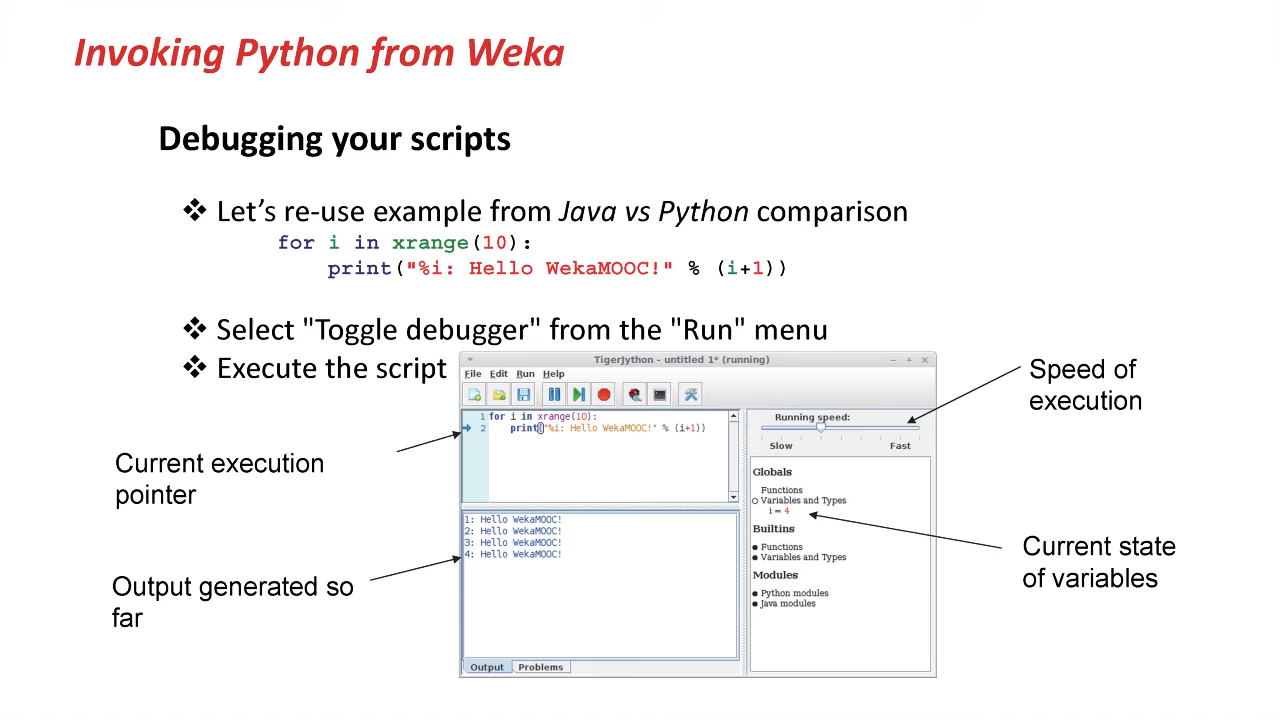 Invoking Python from Weka
Debugging your scripts
❖ Let's re-use example from Java vs Python comparison
for i in xrange(10):
print("%i: Hello WekaMOOC!" % (i+1))
❖ Select "Toggle debugger" from the "Run" menu
❖ Execute the script
TigerJython - untitled 1* (running)
File Edit Run Help
1 for i in xrange(10):
2 print("%i: Hello WekaMOOC!" % (i+1))
1: Hello WekaMOOC!
2: Hello WekaMOOC!
3: Hello WekaMOOC!
4: Hello WekaMOOC!
Output Problems
Running speed:
Slow Fast
Globals
Functions
Variables and Types
i = 4
Builtins
Functions
Variables and Types
Modules
Python modules
Java modules
Current execution
pointer
Output generated so
far
Speed of
execution
Current state
of variables